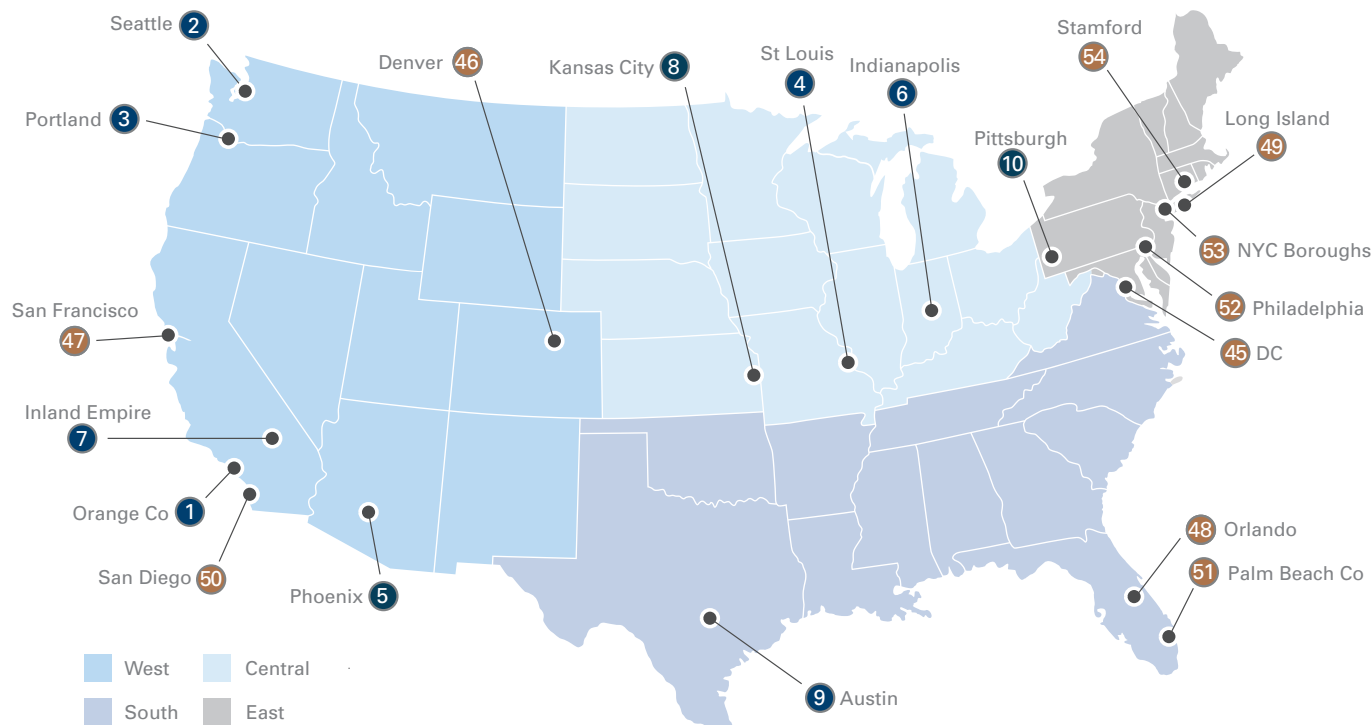 Seattle 2
Portland 3
Denver 46
Kansas City 8
St Louis
4
Indianapolis
6
Stamford
54
Long Island
49
Pittsburgh
10
53 NYC Boroughs
52 Philadelphia
45 DC
San Francisco
47
Inland Empire
7
Orange Co 1
San Diego 50
Phoenix 5
48 Orlando
51 Palm Beach Co
9 Austin
West Central
South East